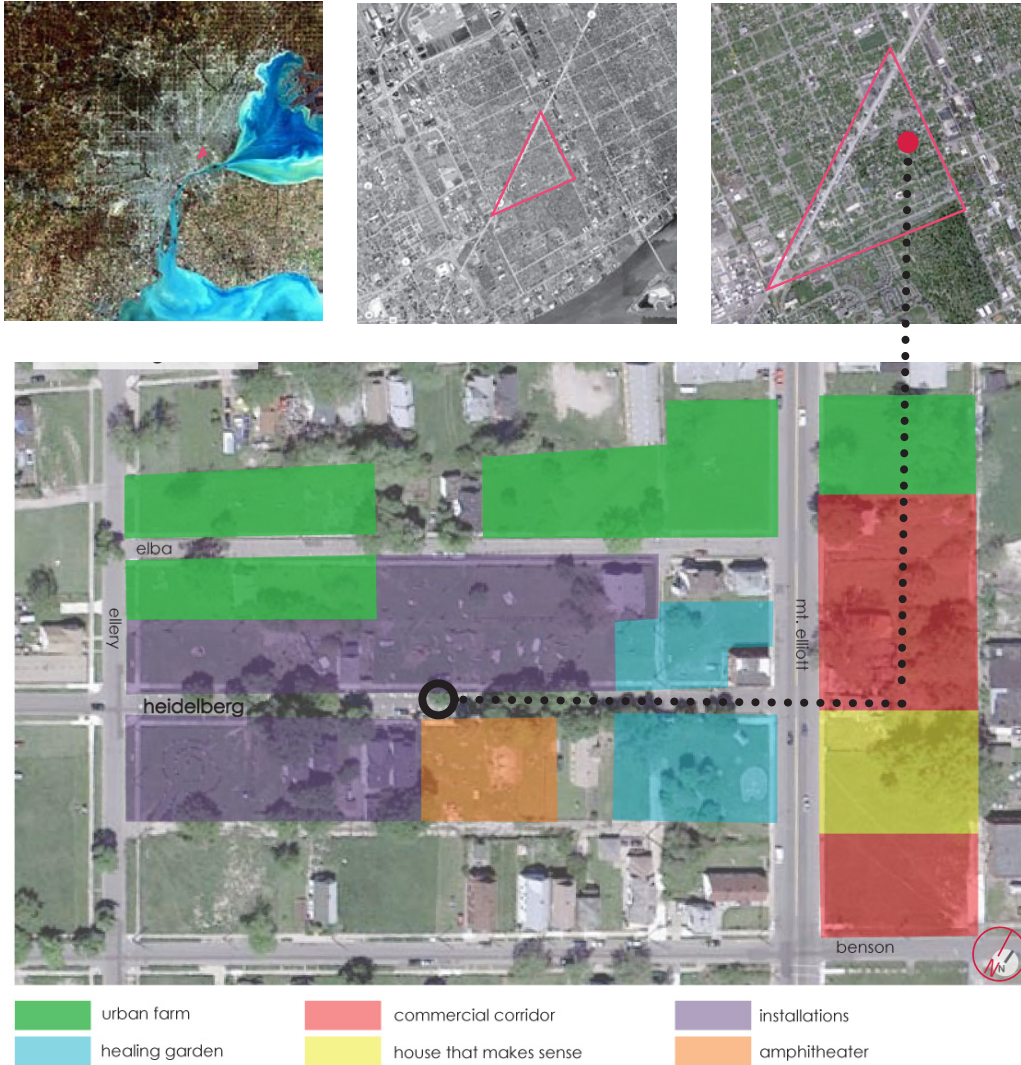 elba
ellery
mt. elliott
heidelberg
benson
N
urban farm
commercial corridor
installations
healing garden
house that makes sense
amphitheater